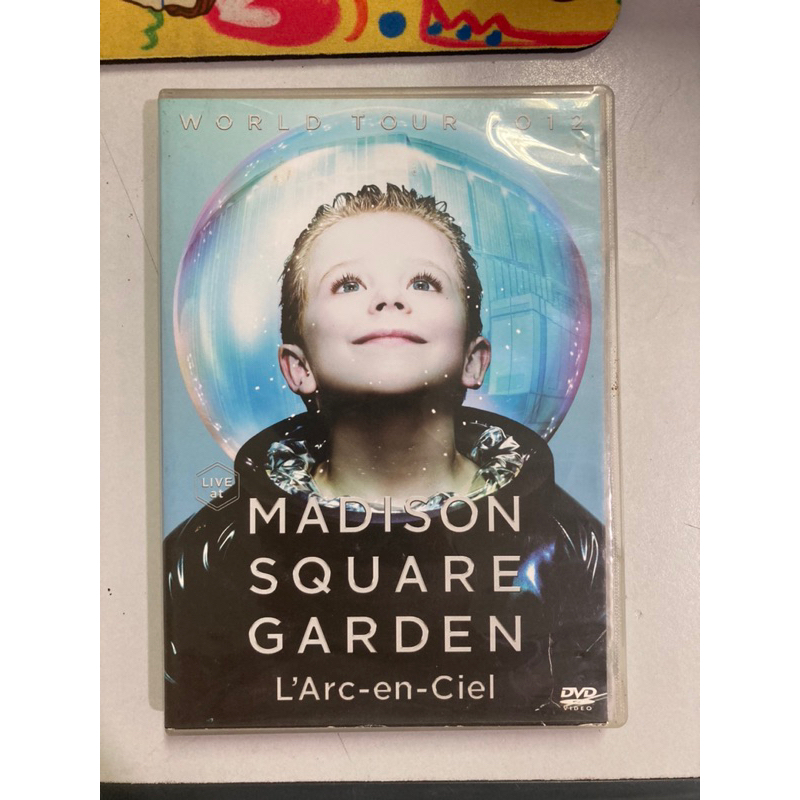 WORLD TOUR 2012
LIVE
at
MADISON
SQUARE
GARDEN
L'Arc-en-Ciel
DVD
VIDEO